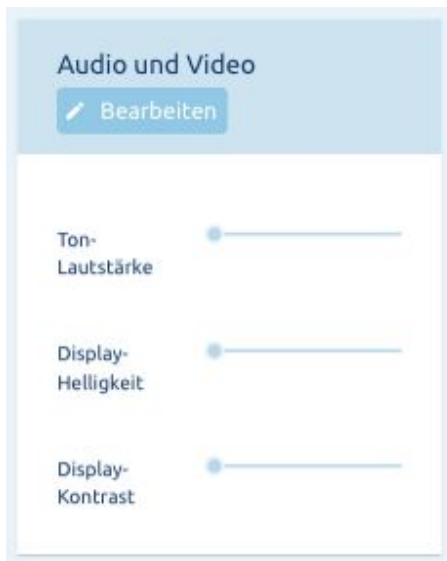 Audio und Video
Bearbeiten
Ton-
Lautstärke
Display-
Helligkeit
Display-
Kontrast